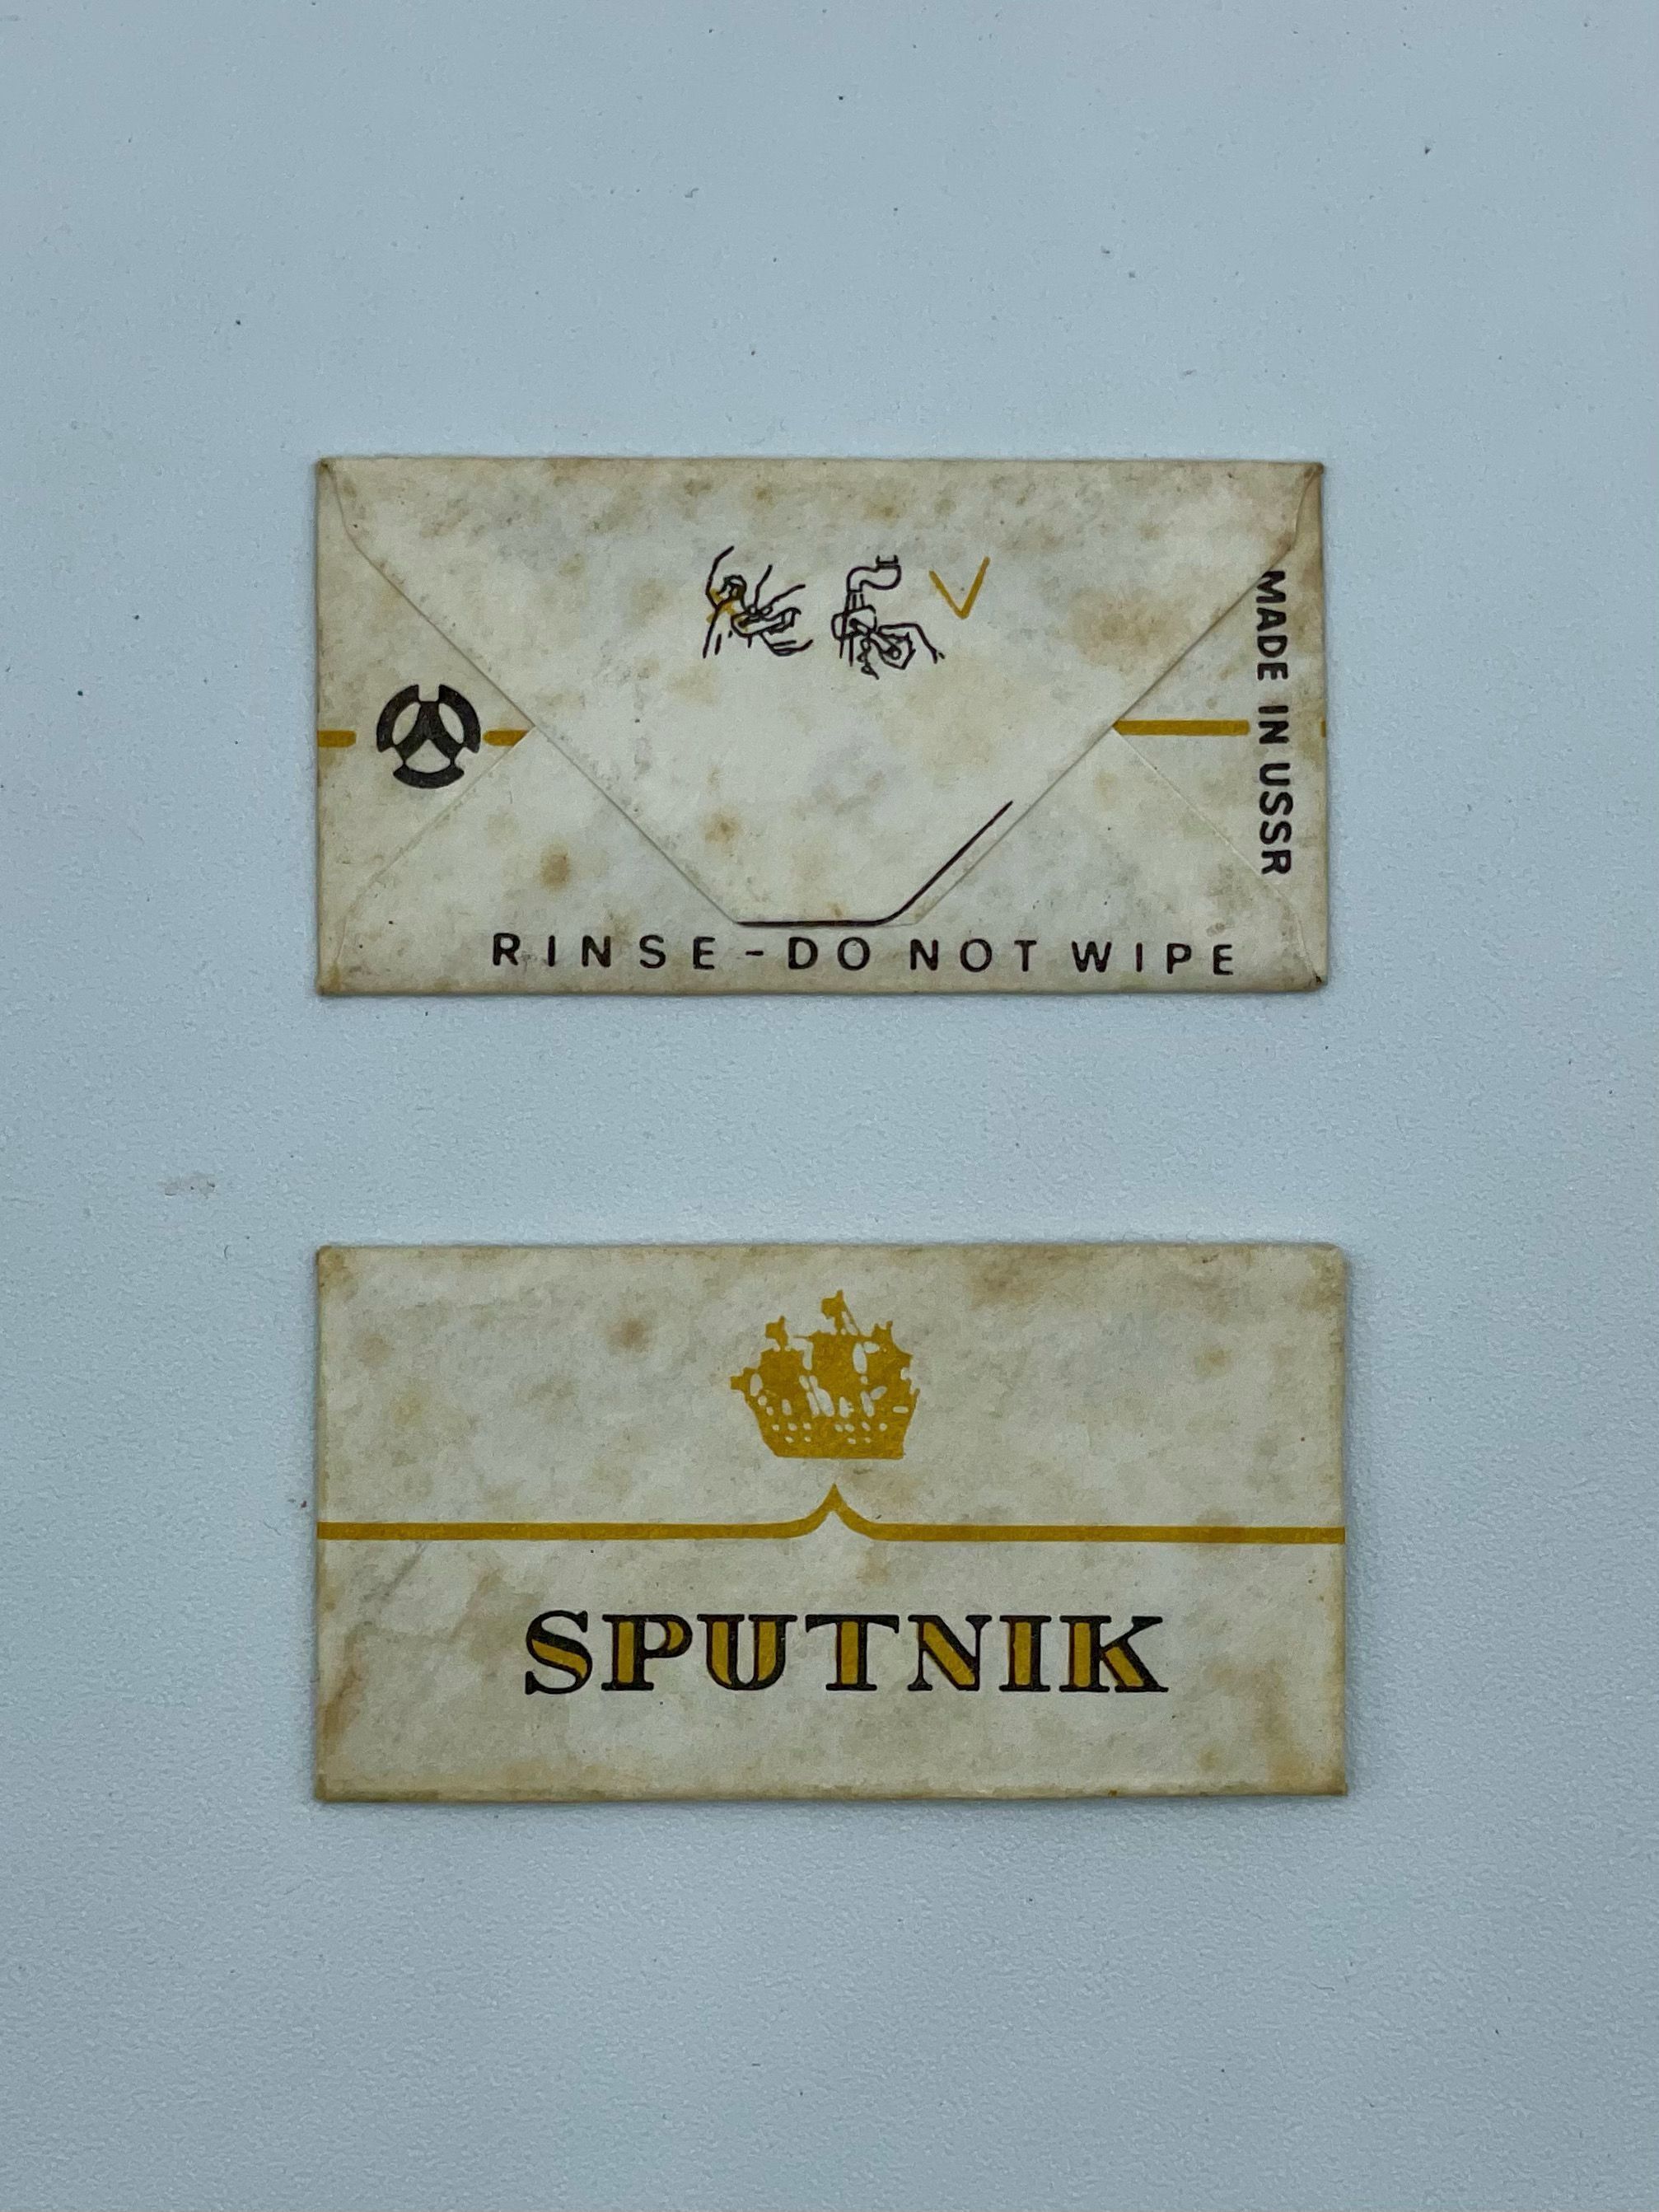 MADE IN USSR
RINSE - DO NOT WIPE
SPUTNIK